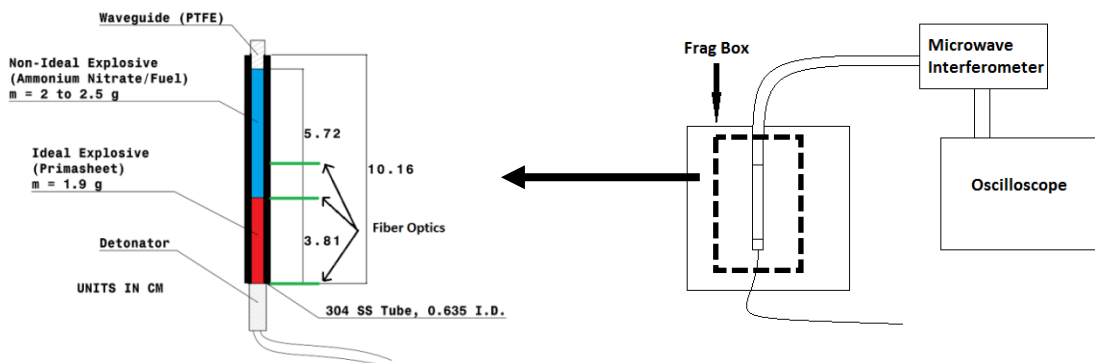 Waveguide (PTFE)
Non-Ideal Explosive
(Ammonium Nitrate/Fuel)
m = 2 to 2.5 g
Ideal Explosive
(Primasheet)
m = 1.9 g
Detonator
UNITS IN CM
5.72
10.16
3.81
Fiber Optics
304 SS Tube, 0.635 I.D.
Frag Box
Microwave
Interferometer
Oscilloscope